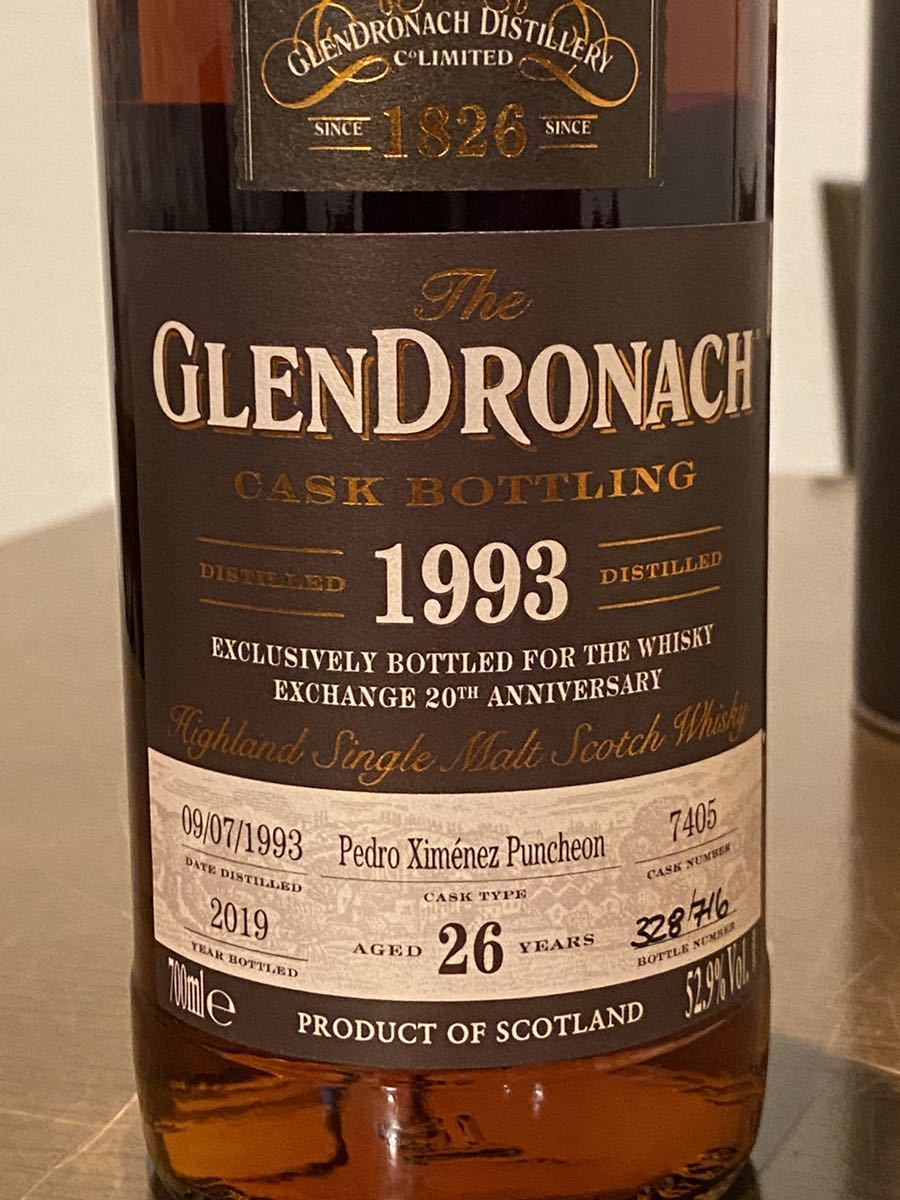 GLENDRONACH DISTILLERY
Co LIMITED
SINCE 1826 SINCE
The
GLENDRONACH
CASK BOTTLING
DISTILLED 1993 DISTILLED
EXCLUSIVELY BOTTLED FOR THE WHISKY
EXCHANGE 20TH ANNIVERSARY
Highland Single Malt Scotch Whisky
09/07/1993 Pedro Ximénez Puncheon 7405
DATE DISTILLED CASK TYPE CASK NUMBER
2019 AGED 26 YEARS 328/716
YEAR BOTTLED BOTTLE NUMBER
700ml e PRODUCT OF SCOTLAND 52.9% Vol.